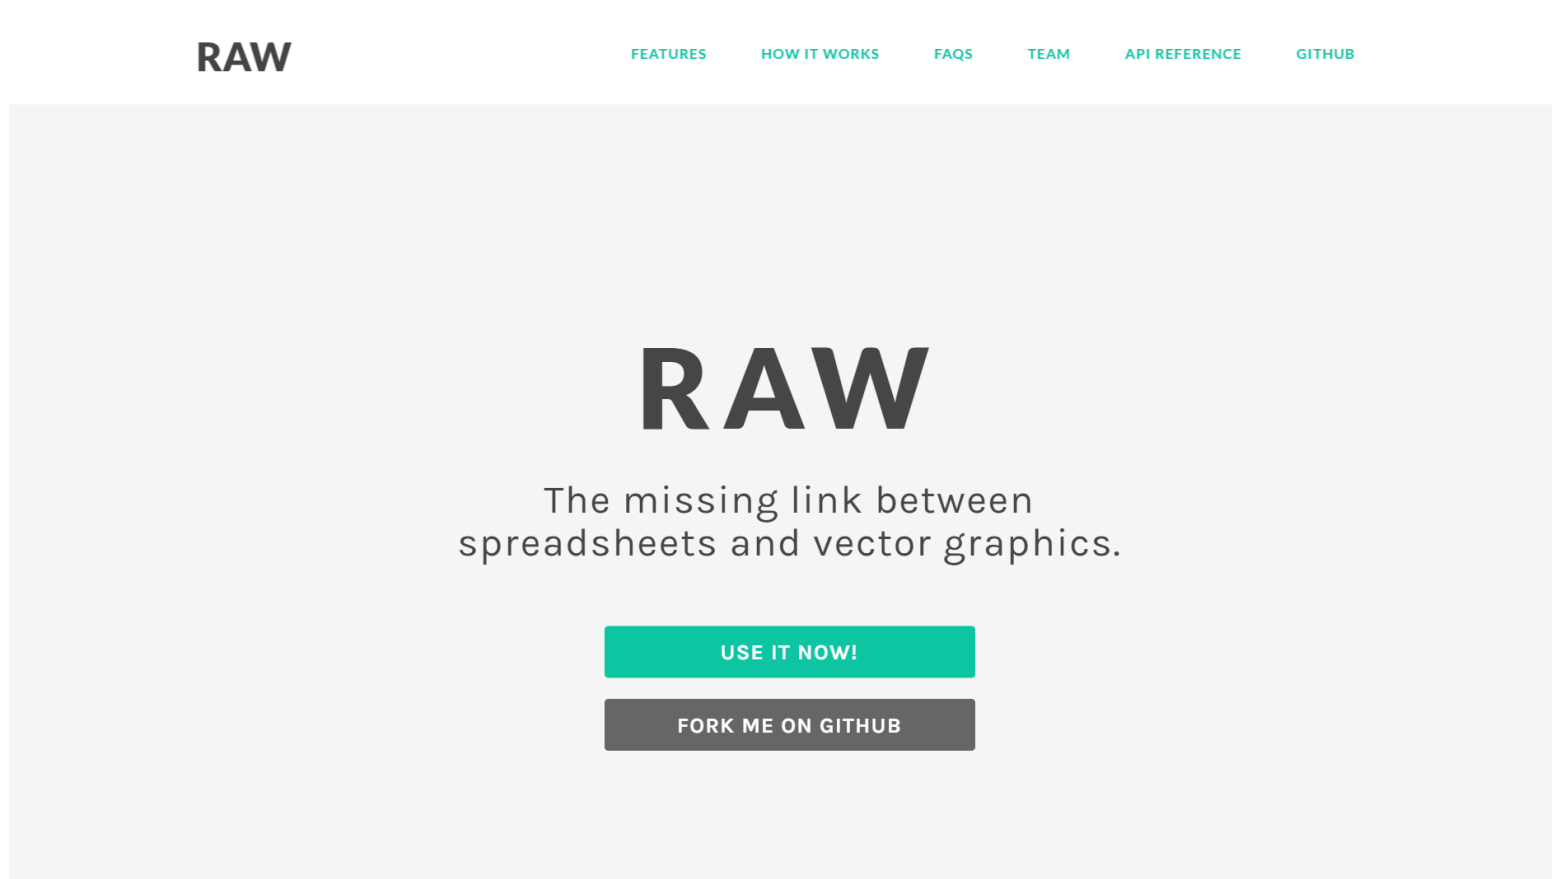 RAW
FEATURES HOW IT WORKS FAQS TEAM API REFERENCE GITHUB
RAW
The missing link between
spreadsheets and vector graphics.
USE IT NOW!
FORK ME ON GITHUB